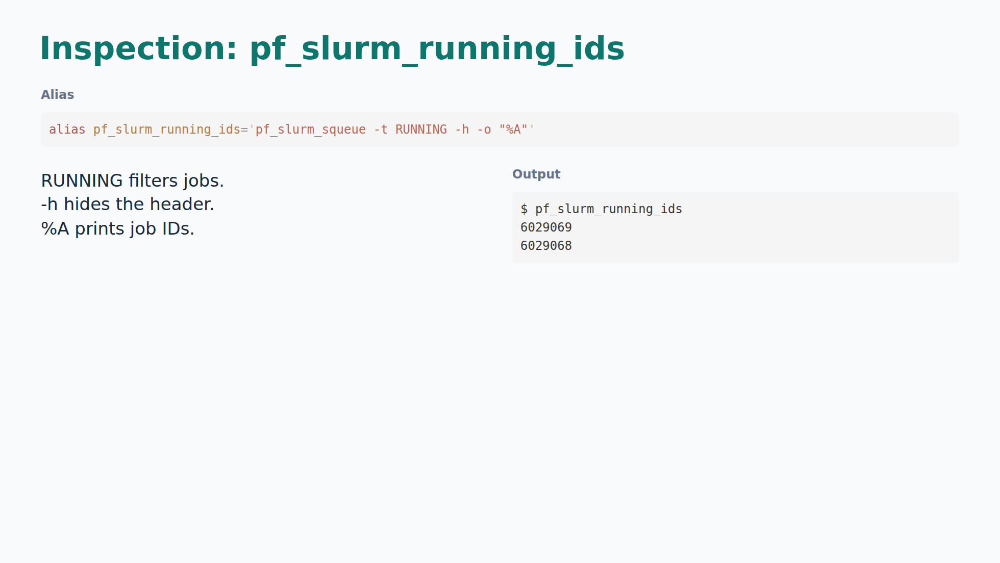 Inspection: pf_slurm_running_ids
Alias
alias pf_slurm_running_ids='pf_slurm_squeue -t RUNNING -h -o "%A"'
RUNNING filters jobs.
-h hides the header.
%A prints job IDs.
Output
$ pf_slurm_running_ids
6029069
6029068